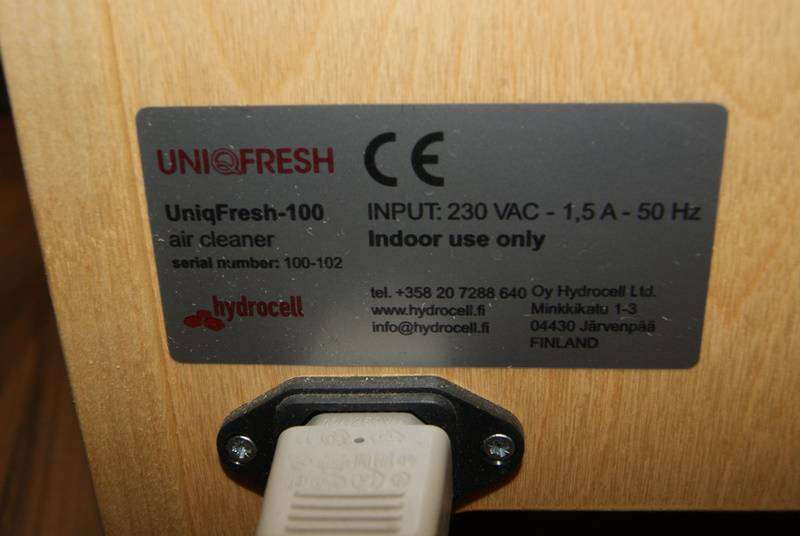 UNIQFRESH CE
UniqFresh-100 INPUT: 230 VAC - 1,5 A - 50 Hz
air cleaner Indoor use only
serial number: 100-102
hydrocell
tel. +358 20 7288 640 Oy Hydrocell Ltd.
www.hydrocell.fi Minkkikatu 1-3
info@hydrocell.fi 04430 Järvenpää
FINLAND